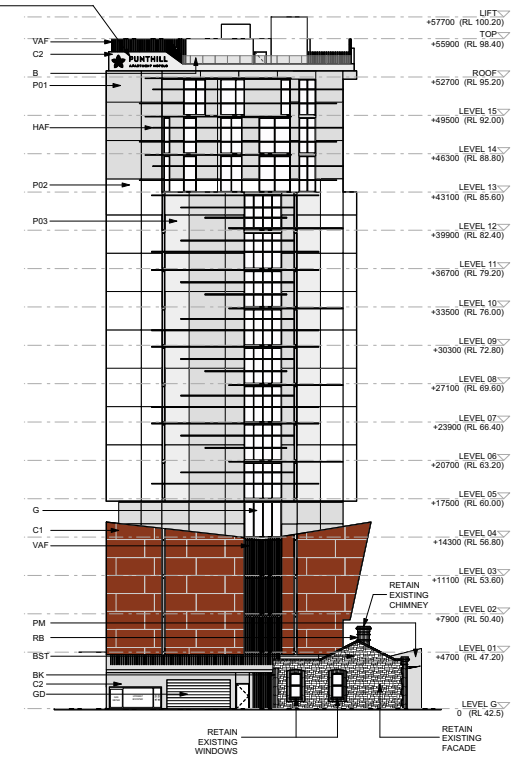 LIFT
+57700 (RL 100.20)
TOP
+55900 (RL 98.40)
VAF
C2
PUNTHILL
APARTMENT HOTELS
B
ROOF
+52700 (RL 95.20)
P01
LEVEL 15
+49500 (RL 92.00)
HAF
LEVEL 14
+46300 (RL 88.80)
P02
LEVEL 13
+43100 (RL 85.60)
P03
LEVEL 12
+39900 (RL 82.40)
LEVEL 11
+36700 (RL 79.20)
LEVEL 10
+33500 (RL 76.00)
LEVEL 09
+30300 (RL 72.80)
LEVEL 08
+27100 (RL 69.60)
LEVEL 07
+23900 (RL 66.40)
LEVEL 06
+20700 (RL 63.20)
LEVEL 05
+17500 (RL 60.00)
G
C1
LEVEL 04
+14300 (RL 56.80)
VAF
LEVEL 03
+11100 (RL 53.60)
RETAIN
EXISTING
CHIMNEY
LEVEL 02
+7900 (RL 50.40)
PM
RB
LEVEL 01
+4700 (RL 47.20)
BST
BK
C2
GD
LEVEL G
0 (RL 42.5)
RETAIN
EXISTING
WINDOWS
RETAIN
EXISTING
FACADE